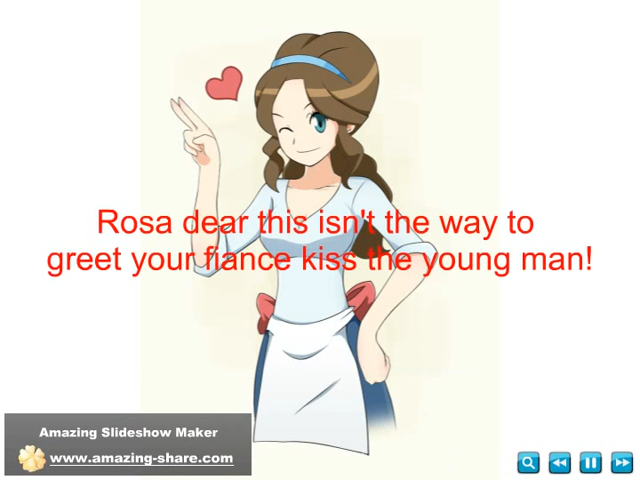 Rosa dear this isn't the way to
greet your fiance kiss the young man!
Amazing Slideshow Maker
www.amazing-share.com